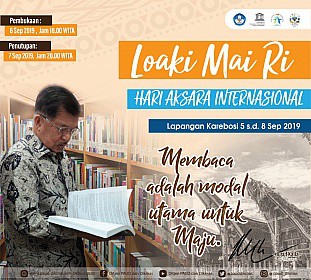 Pembukaan :
6 Sep 2019, Jam 16.00 WITA
Penutupan :
7 Sep 2019, Jam 20.00 WITA
Loaki Mai Ri
HARI AKSARA INTERNASIONAL
Lapangan Karebosi 5 s.d. 8 Sep 2019
Membaca
adalah modal
utama untuk
Maju.